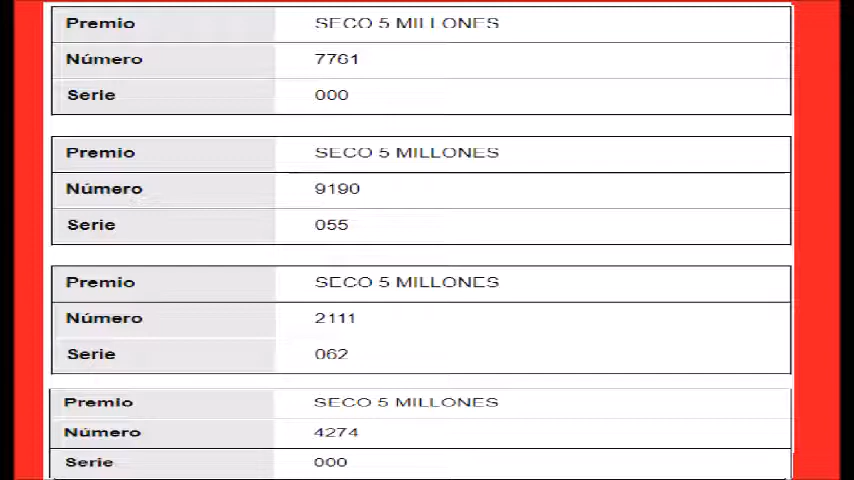 Premio SECO 5 MILLONES
Número 7761
Serie 000
Premio SECO 5 MILLONES
Número 9190
Serie 055
Premio SECO 5 MILLONES
Número 2111
Serie 062
Premio SECO 5 MILLONES
Número 4274
Serie 000